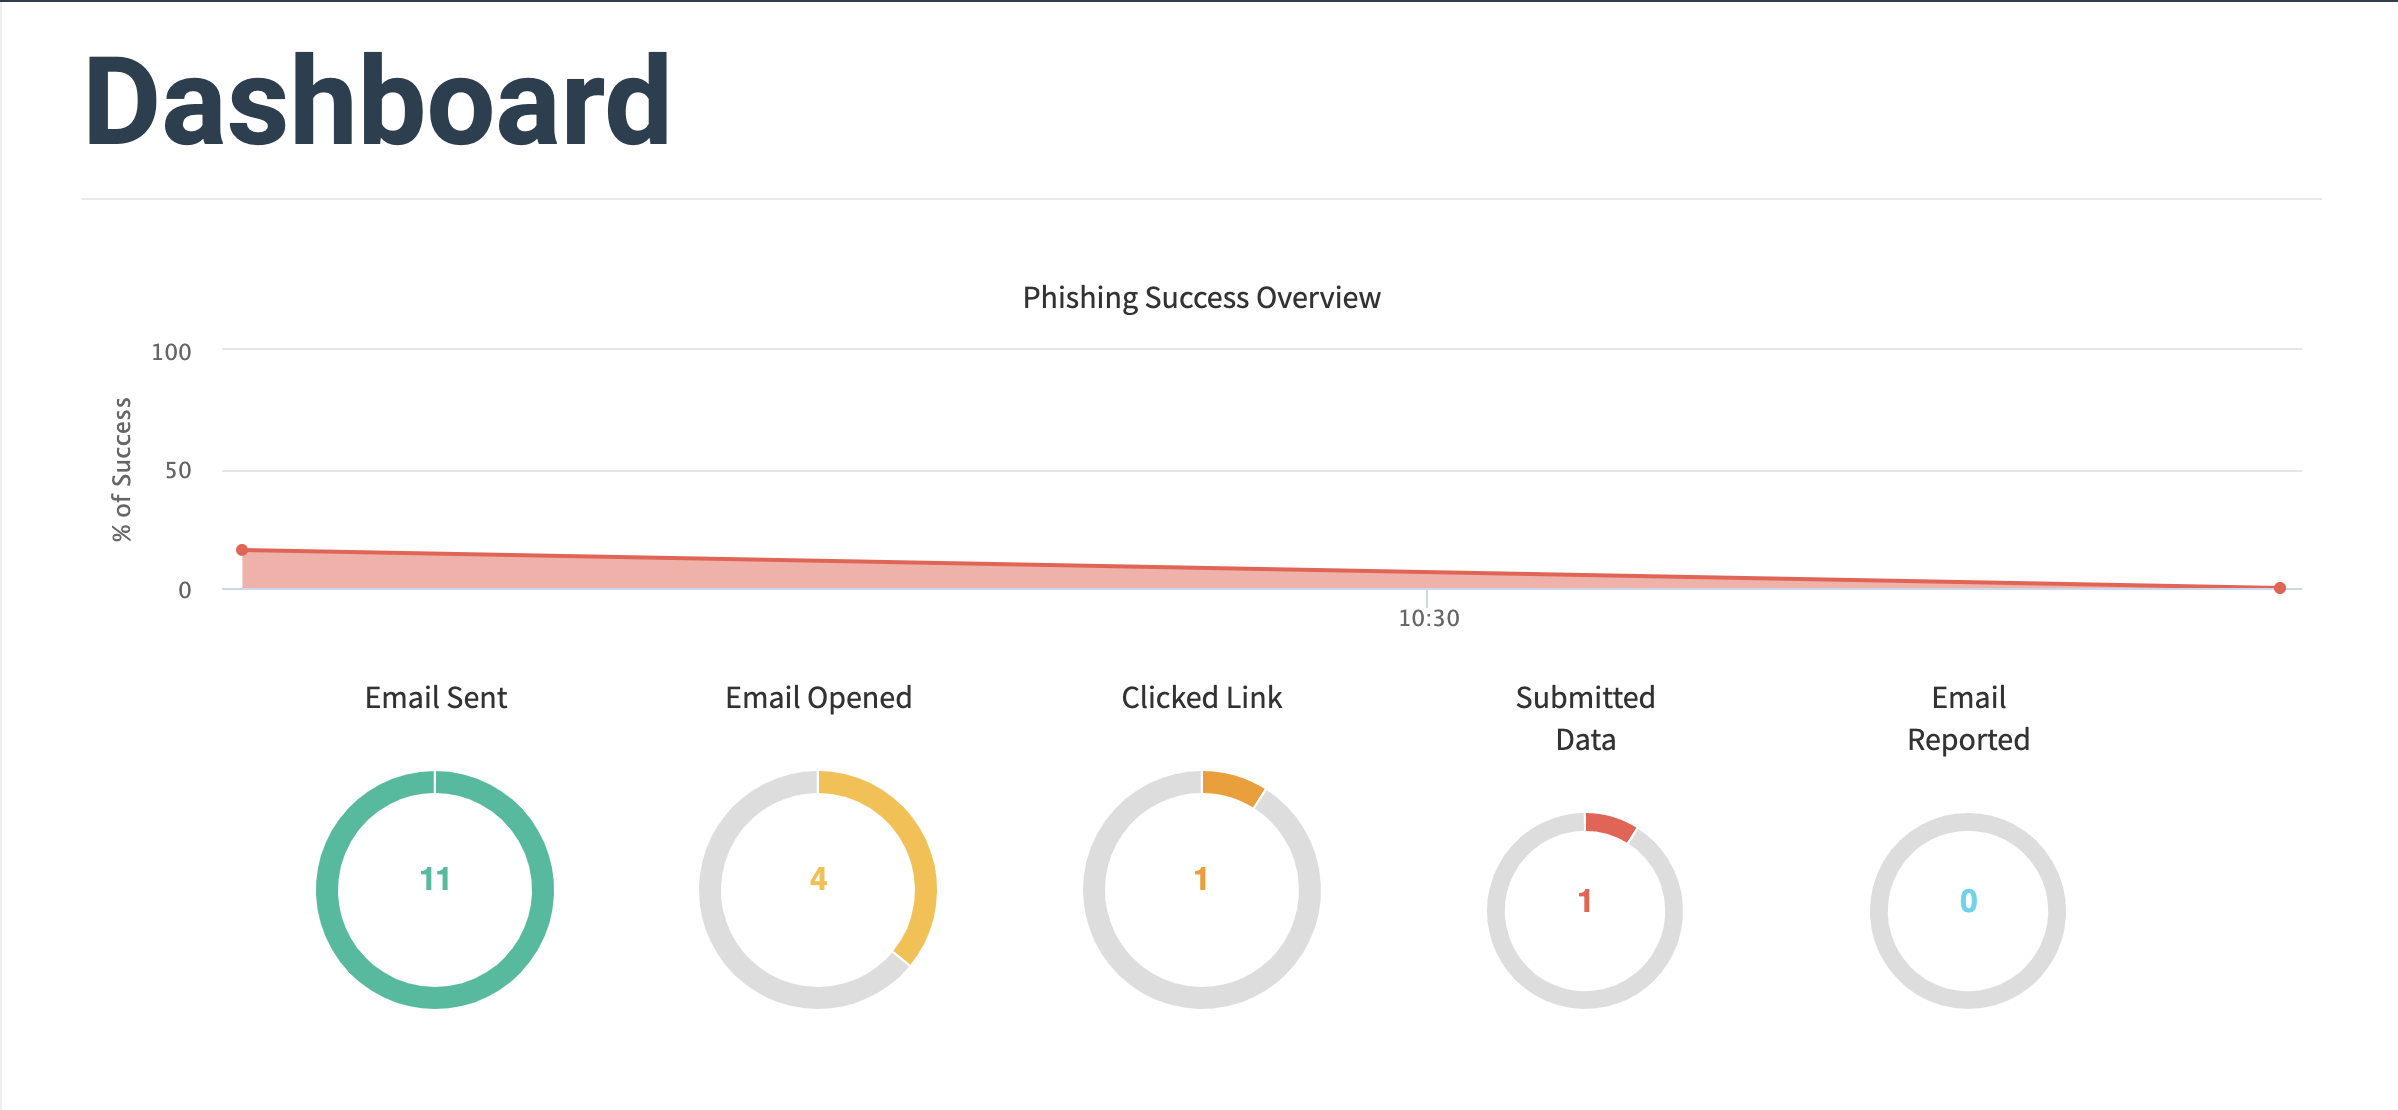 Dashboard
Phishing Success Overview
100
50
0
% of Success
10:30
Email Sent
Email Opened
Clicked Link
Submitted
Data
Email
Reported
11
4
1
1
0